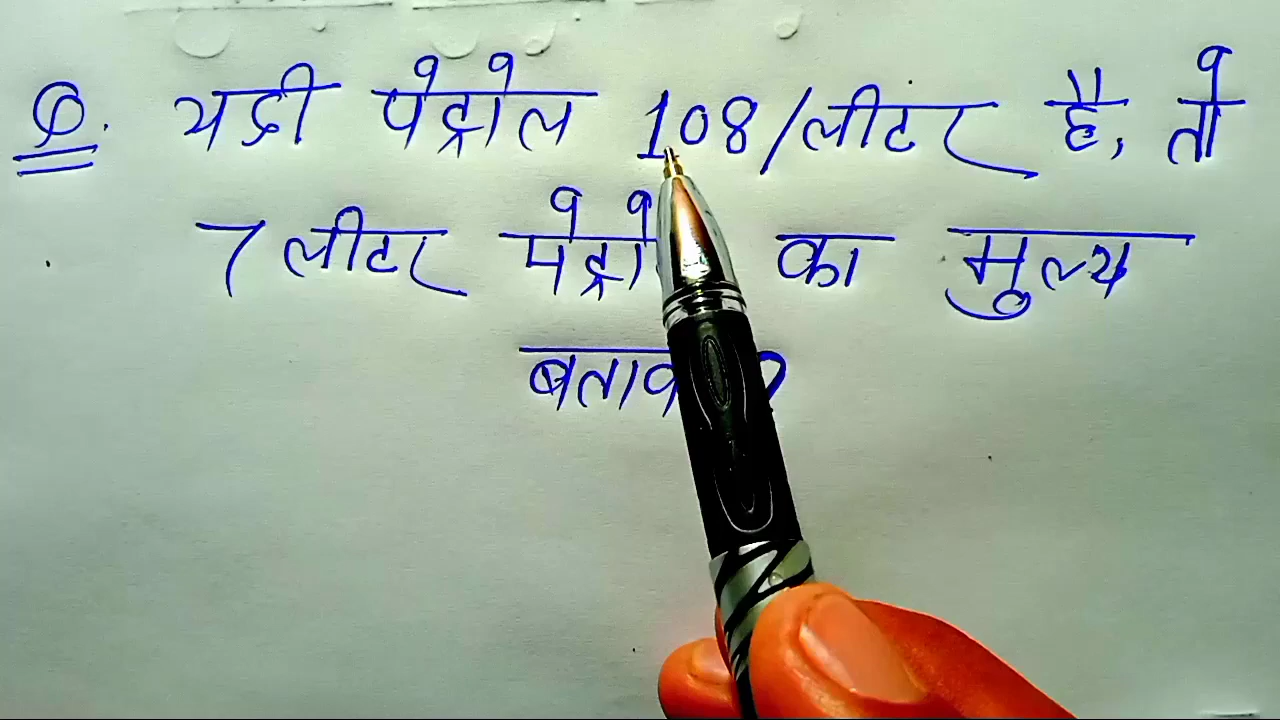 Q. यदी पेट्रोल 108/लीटर है, तो
7 लीटर का मुल्य